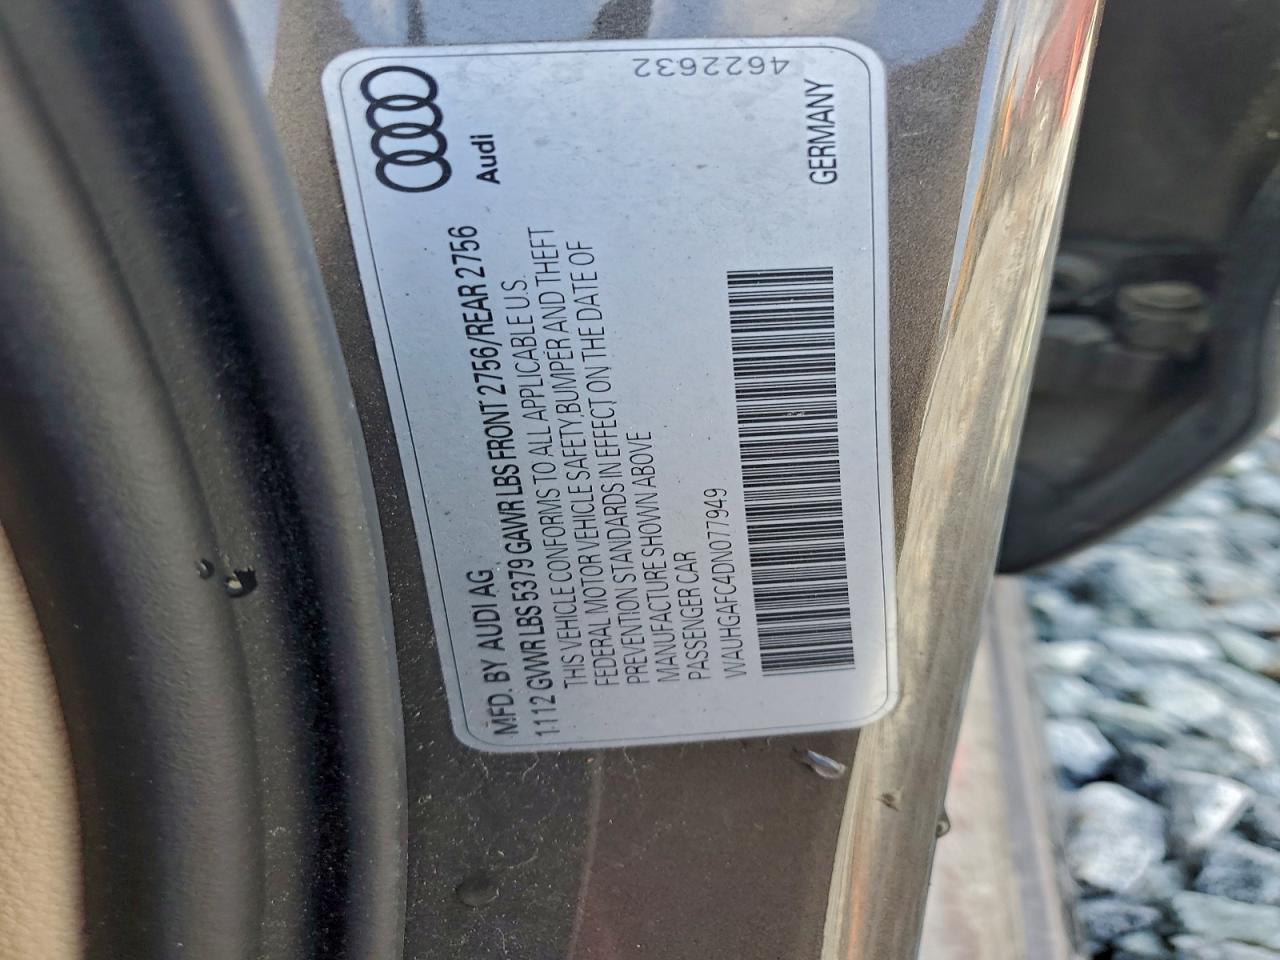 Audi
MFD. BY AUDI AG
11 12 GVWR LBS 5379 GAWR LBS FRONT 2756/REAR 2756
THIS VEHICLE CONFORMS TO ALL APPLICABLE U.S.
FEDERAL MOTOR VEHICLE SAFETY, BUMPER AND THEFT
PREVENTION STANDARDS IN EFFECT ON THE DATE OF
MANUFACTURE SHOWN ABOVE
PASSENGER CAR
WAUHGAFC4DN077949
GERMANY
4622632